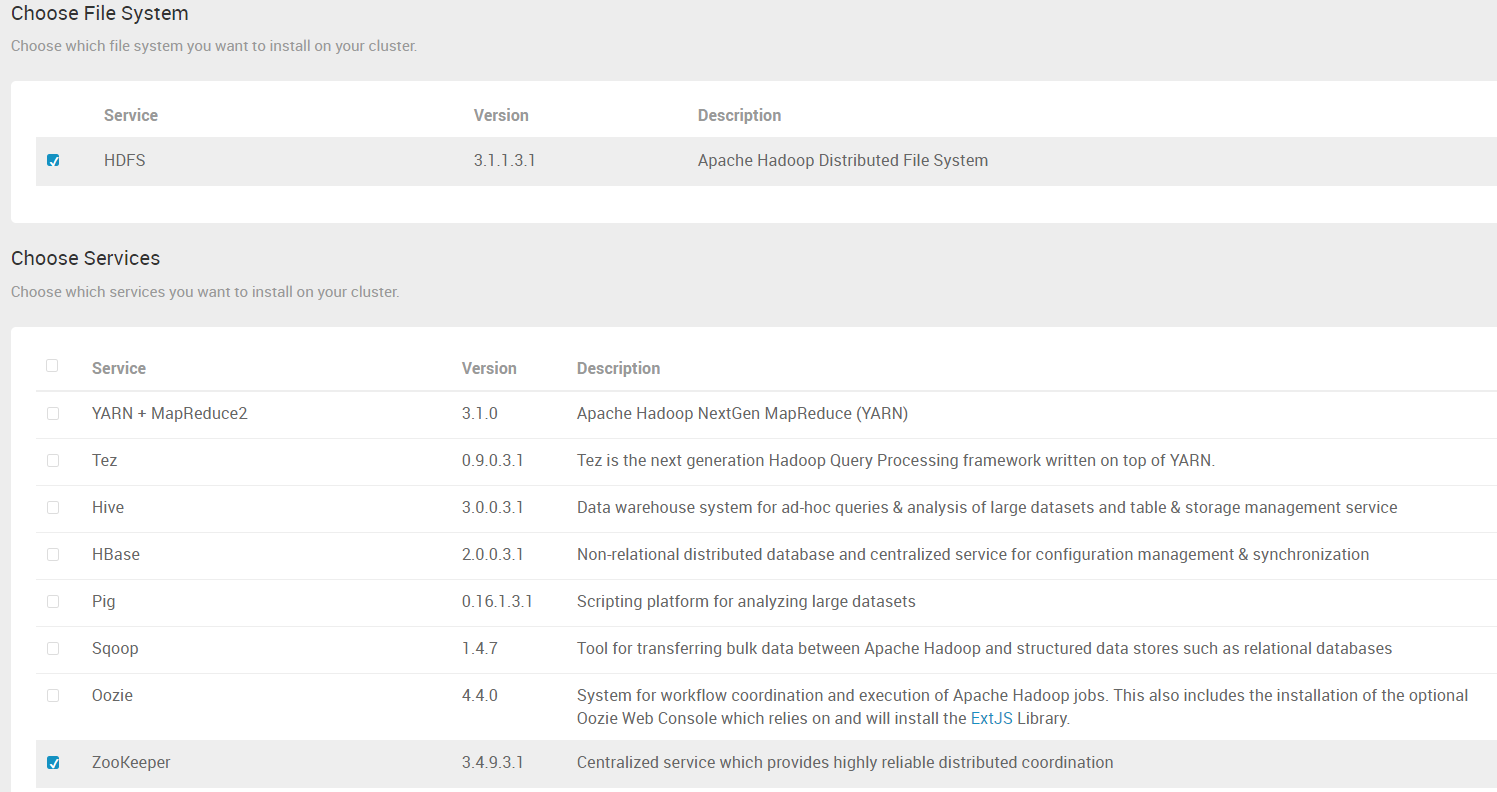 Choose File System
Choose which file system you want to install on your cluster.
Service Version Description
HDFS 3.1.1.3.1 Apache Hadoop Distributed File System
Choose Services
Choose which services you want to install on your cluster.
Service Version Description
YARN + MapReduce2 3.1.0 Apache Hadoop NextGen MapReduce (YARN)
Tez 0.9.0.3.1 Tez is the next generation Hadoop Query Processing framework written on top of YARN.
Hive 3.0.0.3.1 Data warehouse system for ad-hoc queries & analysis of large datasets and table & storage management service
HBase 2.0.0.3.1 Non-relational distributed database and centralized service for configuration management & synchronization
Pig 0.16.1.3.1 Scripting platform for analyzing large datasets
Sqoop 1.4.7 Tool for transferring bulk data between Apache Hadoop and structured data stores such as relational databases
Oozie 4.4.0 System for workflow coordination and execution of Apache Hadoop jobs. This also includes the installation of the optional
Oozie Web Console which relies on and will install the ExtJS Library.
ZooKeeper 3.4.9.3.1 Centralized service which provides highly reliable distributed coordination